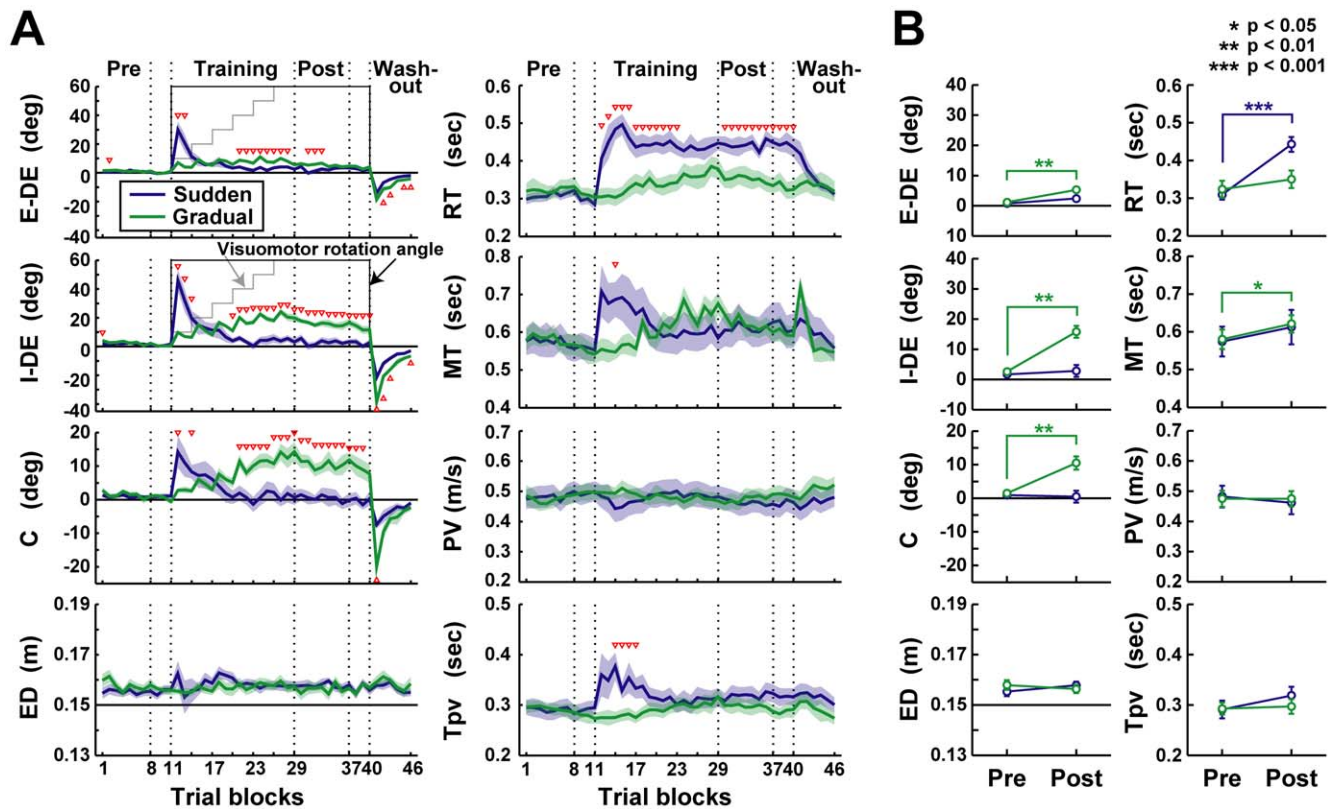 A
Pre
Training
Post
Wash-
out
60
40
20
0
-20
-40
E-DE (deg)
Sudden
Gradual
60
40
20
0
-20
-40
I-DE (deg)
Visuomotor rotation angle
20
10
0
-10
-20
C (deg)
0.19
0.17
0.15
0.13
ED (m)
1 8 11 17 23 29 3740 46
Trial blocks
Pre
Training
Post
Wash-
out
0.6
0.5
0.4
0.3
0.2
RT (sec)
0.8
0.7
0.6
0.5
0.4
MT (sec)
0.6
0.5
0.4
0.3
0.2
PV (m/s)
0.5
0.4
0.3
0.2
Tpv (sec)
1 8 11 17 23 29 3740 46
Trial blocks
B
* p < 0.05
** p < 0.01
*** p < 0.001
40
30
20
10
0
10
E-DE (deg)
**
40
30
20
10
0
-10
I-DE (deg)
**
20
10
0
-10
-20
C (deg)
**
0.19
0.17
0.15
0.13
ED (m)
Pre Post
0.6
0.5
0.4
0.3
0.2
RT (sec)
***
0.8
0.7
0.6
0.5
0.4
MT (sec)
*
0.6
0.5
0.4
0.3
0.2
PV (m/s)
0.5
0.4
0.3
0.2
Tpv (sec)
Pre Post